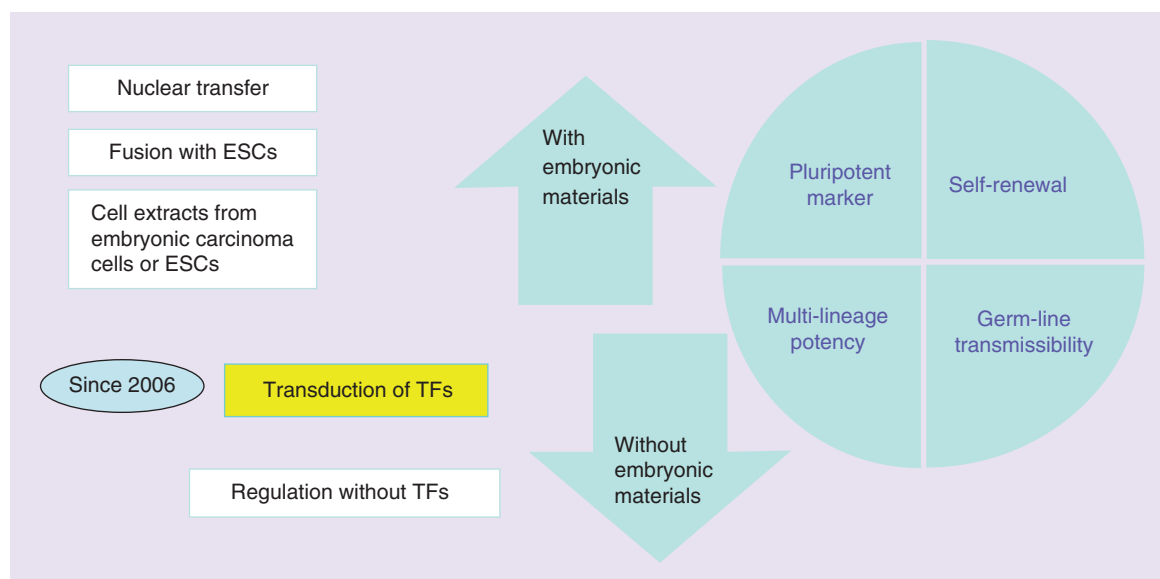 Nuclear transfer
Fusion with ESCs
Cell extracts from
embryonic carcinoma
cells or ESCs
With
embryonic
materials
Pluripotent
marker
Self-renewal
Multi-lineage
potency
Germ-line
transmissibility
Since 2006
Transduction of TFs
Regulation without TFs
Without
embryonic
materials